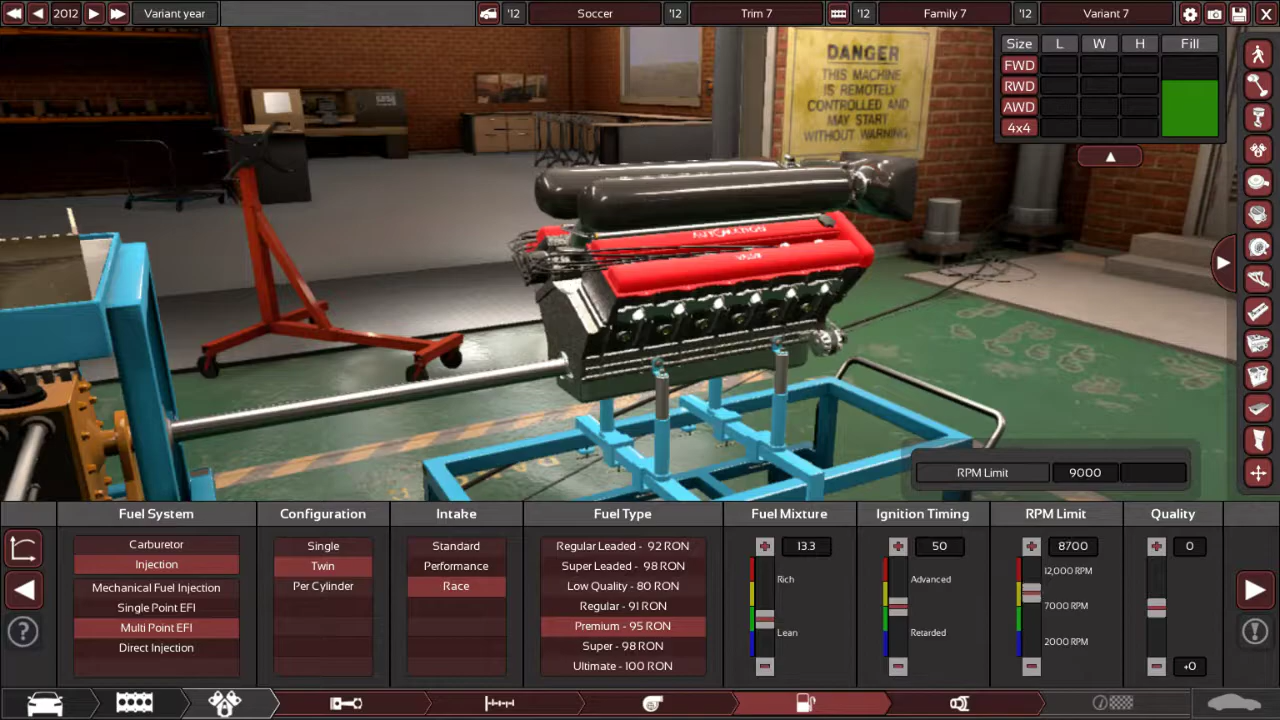 2012
Variant year
'12
Soccer
'12
Trim 7
'12
Family 7
'12
Variant 7
DANGER
THIS MACHINE
IS REMOTELY
CONTROLLED AND
MAY START
WITHOUT WARNING
Size L W H Fill
FWD
RWD
AWD
4x4
RPM Limit 9000
Fuel System
Carburetor
Injection
Mechanical Fuel Injection
Single Point EFI
Multi Point EFI
Direct Injection
Configuration
Single
Twin
Per Cylinder
Intake
Standard
Performance
Race
Fuel Type
Regular Leaded - 92 RON
Super Leaded - 98 RON
Low Quality - 80 RON
Regular - 91 RON
Premium - 95 RON
Super - 98 RON
Ultimate - 100 RON
Fuel Mixture
13.3
Rich
Lean
Ignition Timing
50
Advanced
Retarded
RPM Limit
8700
12,000 RPM
7000 RPM
2000 RPM
Quality
0
+0